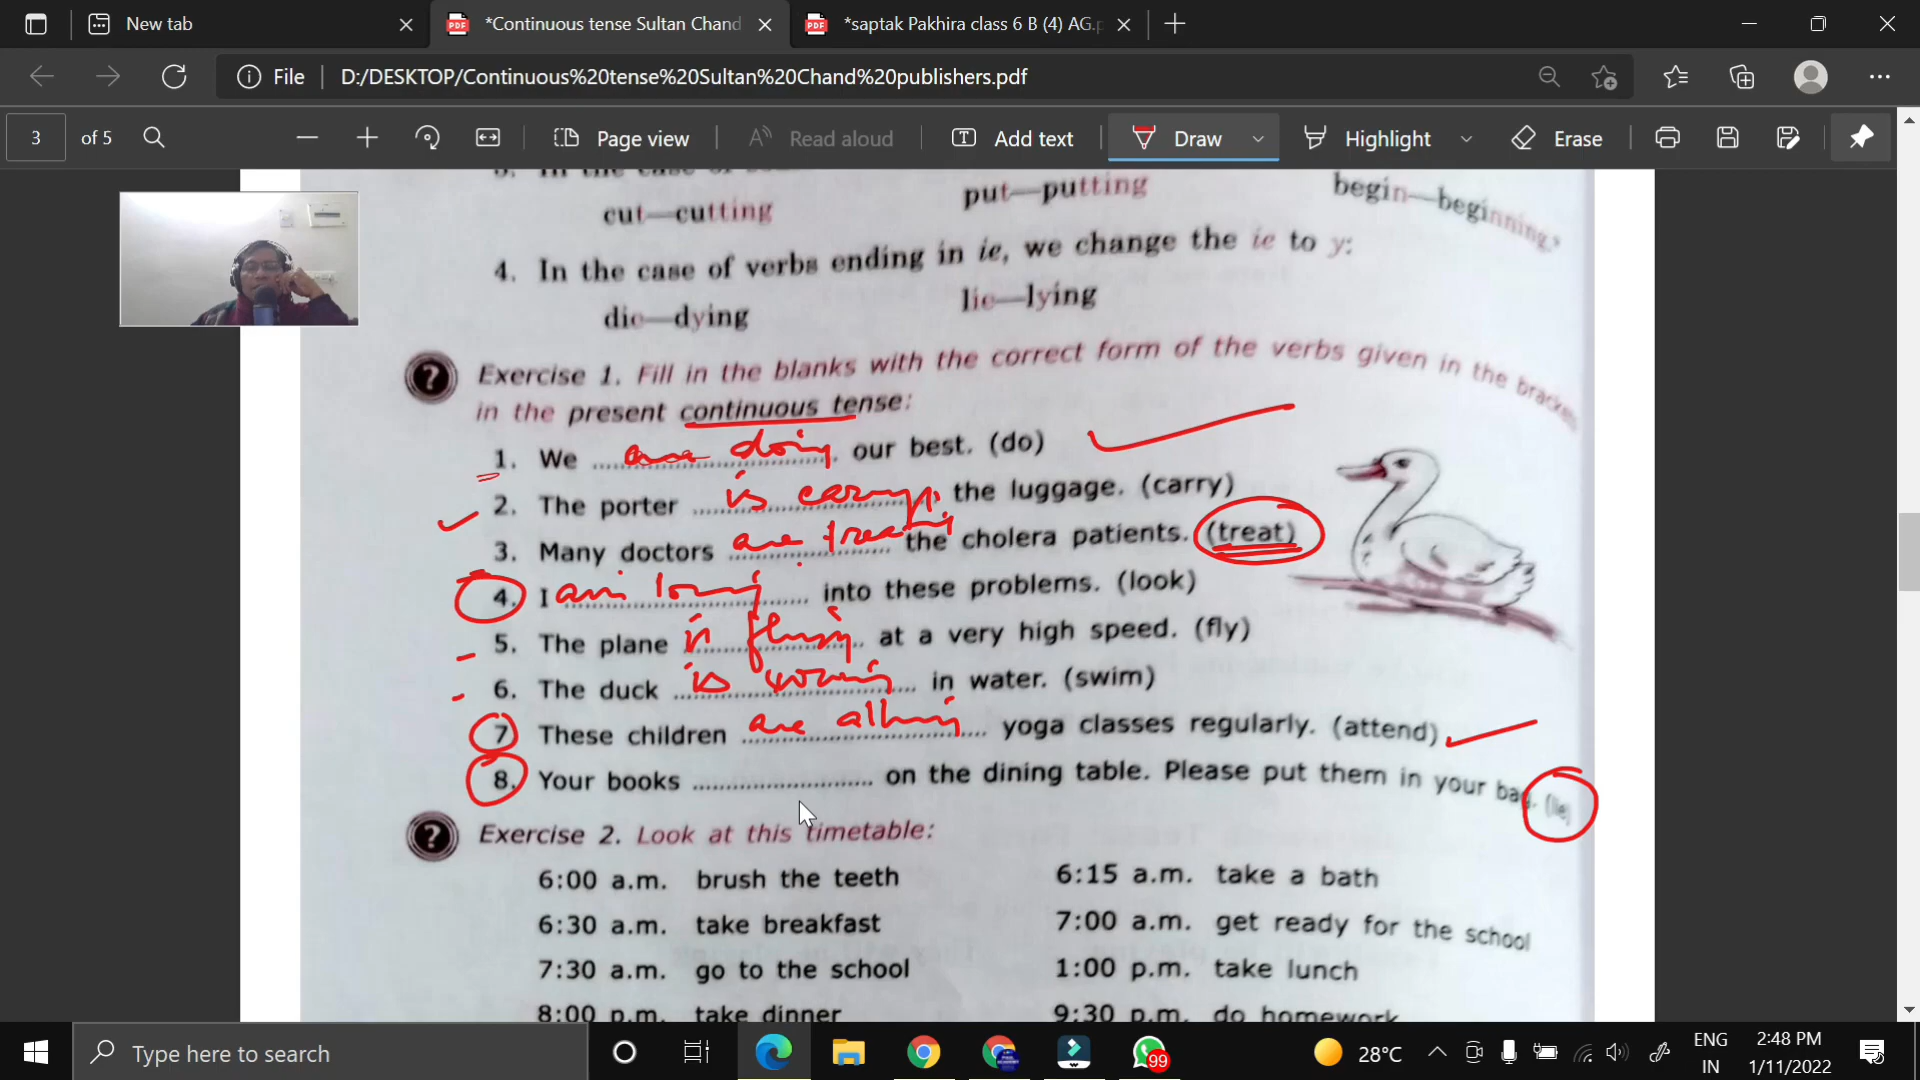 New tab
*Continuous tense Sultan Chand
*saptak Pakhira class 6 B (4) AG.p
File
D:/DESKTOP/Continuous%20tense%20Sultan%20Chand%20publishers.pdf
3 of 5
Page view
Read aloud
Add text
Draw
Highlight
Erase
cut—cutting put—putting begin—beginning
4. In the case of verbs ending in ie, we change the ie to y:
die—dying lie—lying
? Exercise 1. Fill in the blanks with the correct form of the verbs given in the brackets
in the present continuous tense:
1. We are doing our best. (do)
2. The porter is the luggage. (carry)
3. Many doctors are the cholera patients. (treat)
4. I am into these problems. (look)
5. The plane at a very high speed. (fly)
6. The duck is in water. (swim)
7 These children are yoga classes regularly. (attend)
8. Your books .......................... on the dining table. Please put them in your bag. (lie)
? Exercise 2. Look at this timetable:
6:00 a.m. brush the teeth 6:15 a.m. take a bath
6:30 a.m. take breakfast 7:00 a.m. get ready for the school
7:30 a.m. go to the school 1:00 p.m. take lunch
8:00 p.m. take dinner 9:30 p.m. do homework
Type here to search
99
28°C
ENG
IN
2:48 PM
1/11/2022